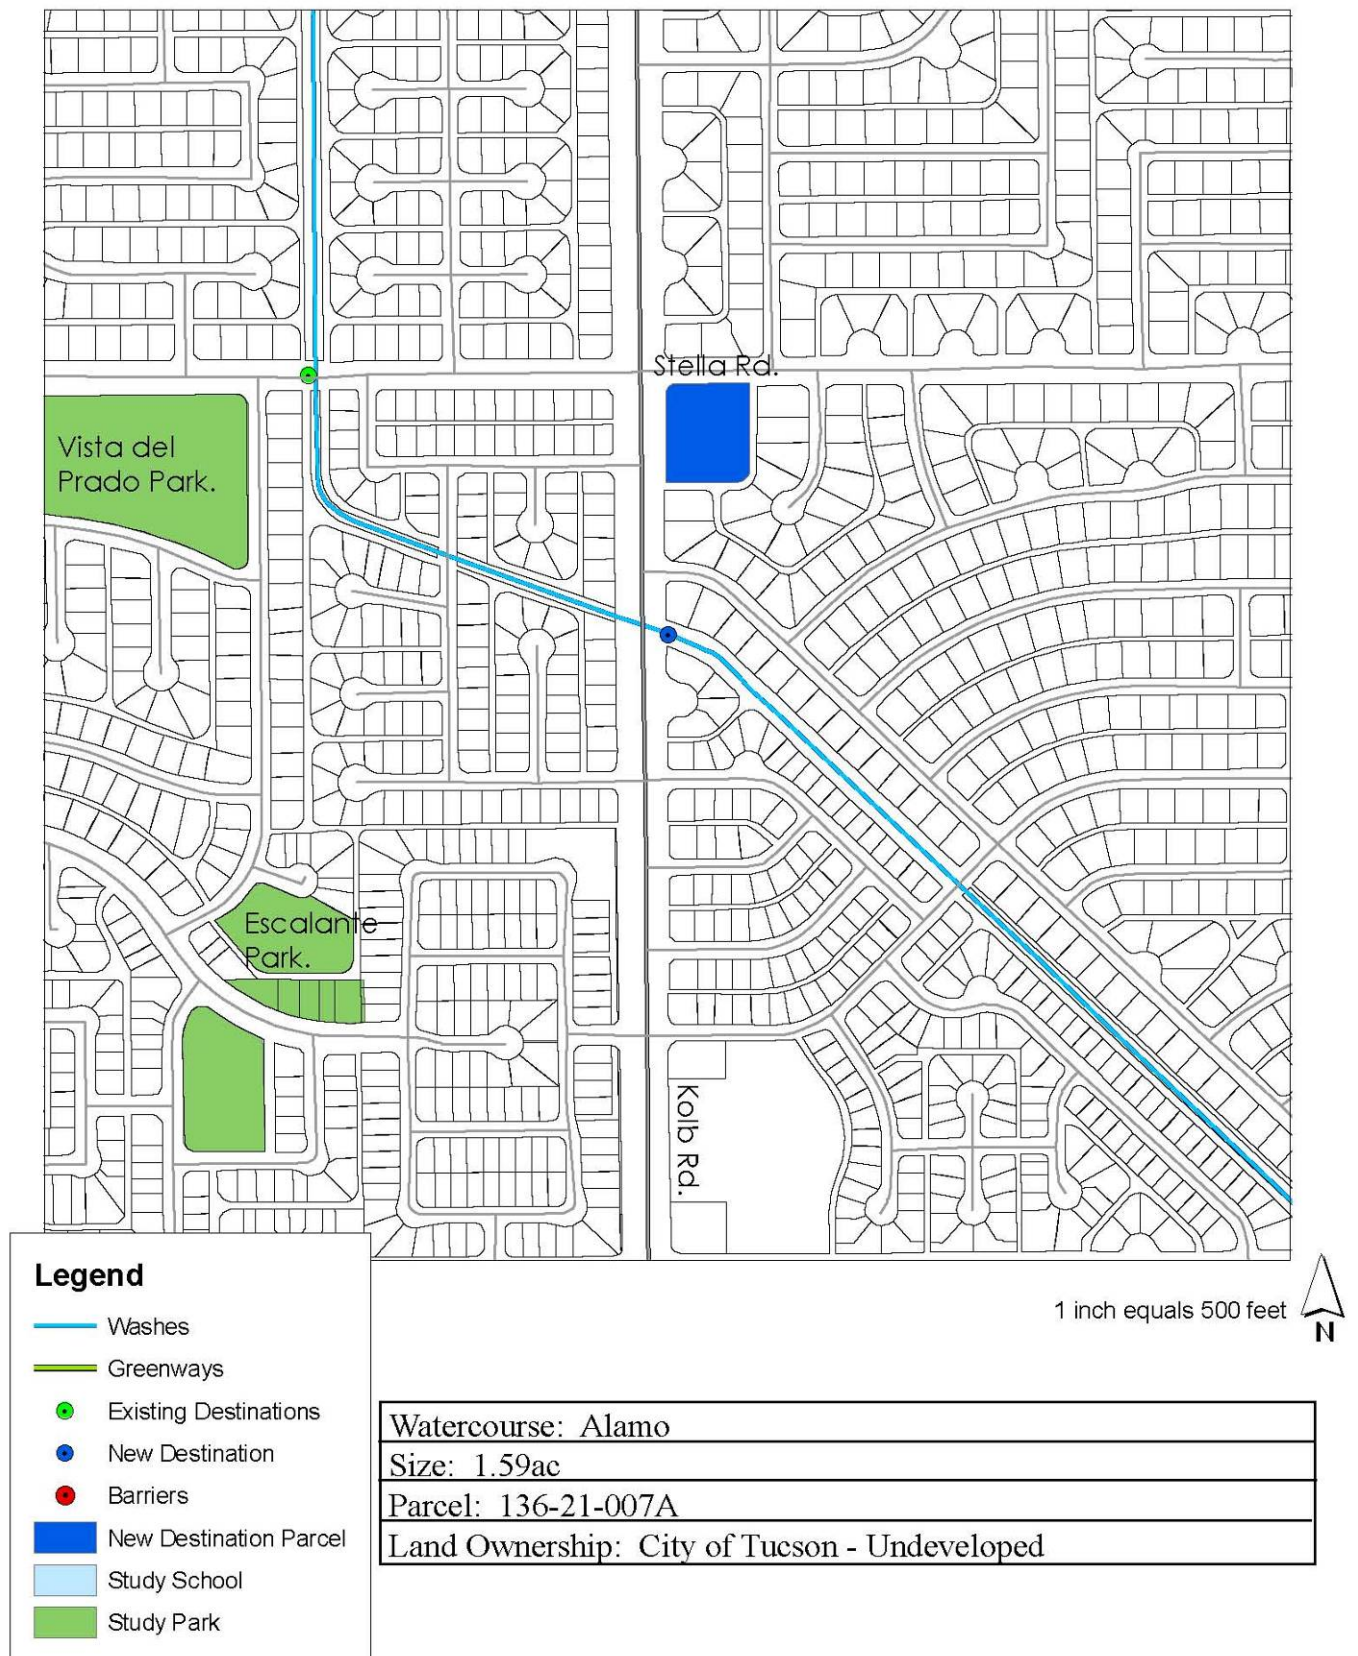 Stella Rd.
Vista del
Prado Park.
Escalante
Park.
Kolb Rd.
Legend
Washes
Greenways
Existing Destinations
New Destination
Barriers
New Destination Parcel
Study School
Study Park
1 inch equals 500 feet
N
Watercourse: Alamo
Size: 1.59ac
Parcel: 136-21-007A
Land Ownership: City of Tucson - Undeveloped